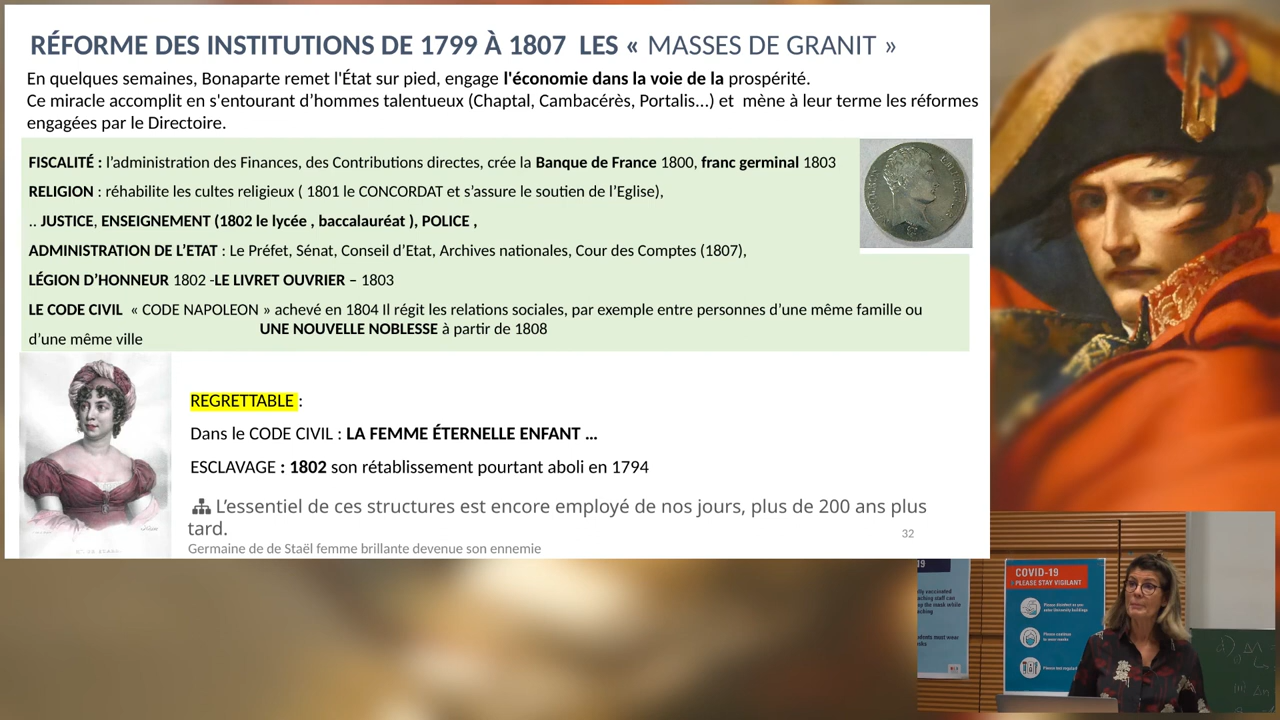 RÉFORME DES INSTITUTIONS DE 1799 À 1807 LES « MASSES DE GRANIT »
En quelques semaines, Bonaparte remet l'État sur pied, engage l'économie dans la voie de la prospérité.
Ce miracle accomplit en s'entourant d'hommes talentueux (Chaptal, Cambacérès, Portalis...) et mène à leur terme les réformes
engagées par le Directoire.
FISCALITÉ : l'administration des Finances, des Contributions directes, crée la Banque de France 1800, franc germinal 1803
RELIGION : réhabilite les cultes religieux ( 1801 le CONCORDAT et s'assure le soutien de l'Eglise),
.. JUSTICE, ENSEIGNEMENT (1802 le lycée , baccalauréat ), POLICE ,
ADMINISTRATION DE L'ETAT : Le Préfet, Sénat, Conseil d'Etat, Archives nationales, Cour des Comptes (1807),
LÉGION D'HONNEUR 1802 -LE LIVRET OUVRIER – 1803
LE CODE CIVIL « CODE NAPOLEON » achevé en 1804 Il régit les relations sociales, par exemple entre personnes d'une même famille ou
UNE NOUVELLE NOBLESSE à partir de 1808
d'une même ville
REGRETTABLE :
Dans le CODE CIVIL : LA FEMME ÉTERNELLE ENFANT ...
ESCLAVAGE : 1802 son rétablissement pourtant aboli en 1794
L'essentiel de ces structures est encore employé de nos jours, plus de 200 ans plus
tard.
32
Germaine de de Staël femme brillante devenue son ennemie
COVID-19
PLEASE STAY VIGILANT